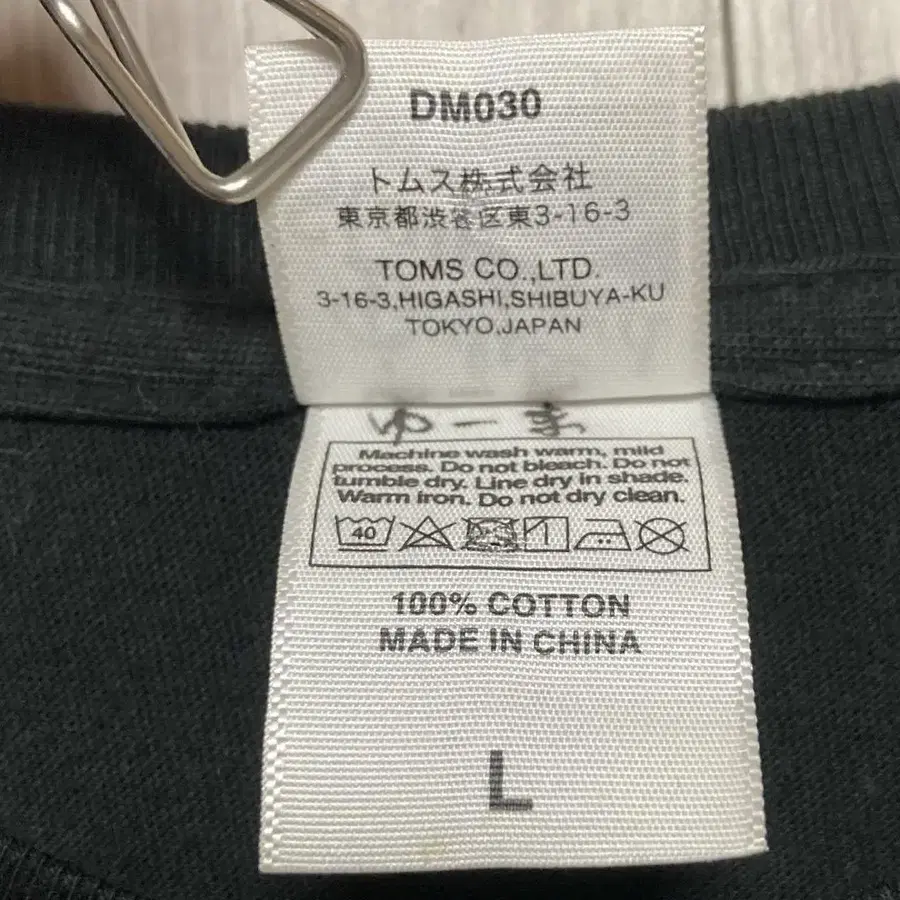 DM030
トムス株式会社
東京都渋谷区東3-16-3
TOMS CO.,LTD.
3-16-3,HIGASHI,SHIBUYA-KU
TOKYO,JAPAN
ゆーま
Machine wash warm, mild
process. Do not bleach. Do not
tumble dry. Line dry in shade.
Warm iron. Do not dry clean.
40
100% COTTON
MADE IN CHINA
L